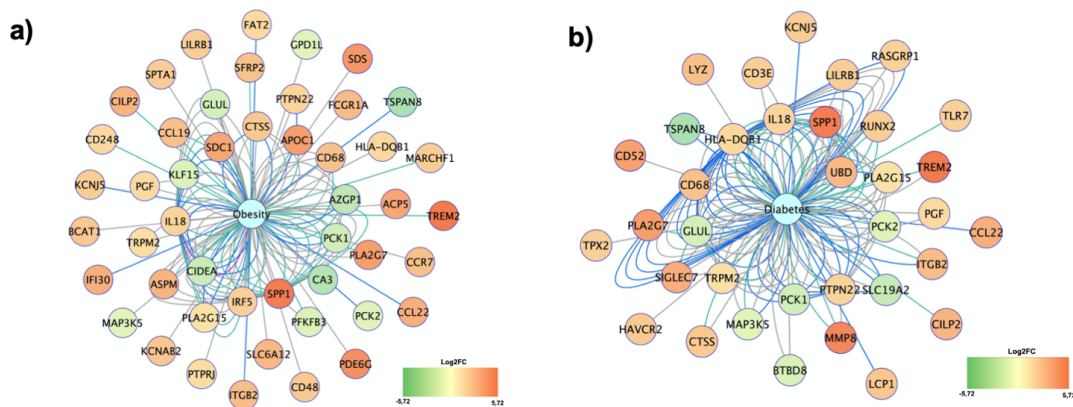 a)
FAT2
LILRB1
GPD1L
SPTA1
SFRP2
SDS
CILP2
GLUL
PTPN22
FCGR1A
TSPAN8
CD248
CCL19
CTSS
APOC1
SDC1
HLA-DQB1
CD68
MARCHF1
KLF15
KCNJ5
PGF
AZGP1
ACP5
Obesity
TREM2
IL18
BCAT1
TRPM2
PCK1
PLA2G7
CCR7
CIDEA
IFI30
ASPM
CA3
SPP1
IRF5
CCL22
MAP3K5
PLA2G15
PFKFB3
PCK2
KCNAB2
SLC6A12
PDE6G
PTPRJ
ITGB2
CD48
Log2FC
-5,72
5,72
b)
KCNJ5
RASGRP1
LYZ
CD3E
LILRB1
TSPAN8
IL18
SPP1
TLR7
HLA-DQB1
RUNX2
CD52
UBD
TREM2
CD68
PLA2G15
Diabetes
PGF
PLA2G7
GLUL
PCK2
CCL22
TPX2
SIGLEC7
TRPM2
ITGB2
PTPN22
SLC19A2
PCK1
HAVCR2
MAP3K5
CILP2
CTSS
MMP8
BTBD8
LCP1
Log2FC
-5,72
5,72